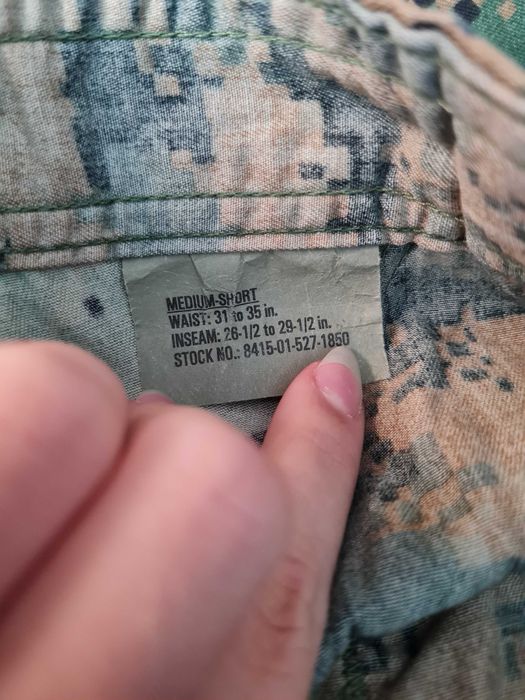 MEDIUM-SHORT
WAIST: 31 to 35 in.
INSEAM: 26-1/2 to 29-1/2 in.
STOCK NO.: 8415-01-527-1850